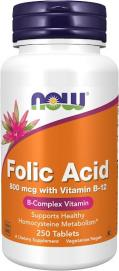 NOW
Folic Acid
800 mcg with Vitamin B-12
B-Complex Vitamin
Supports Healthy
Homocysteine Metabolism*
250 Tablets
A Dietary Supplement
Vegetarian/Vegan